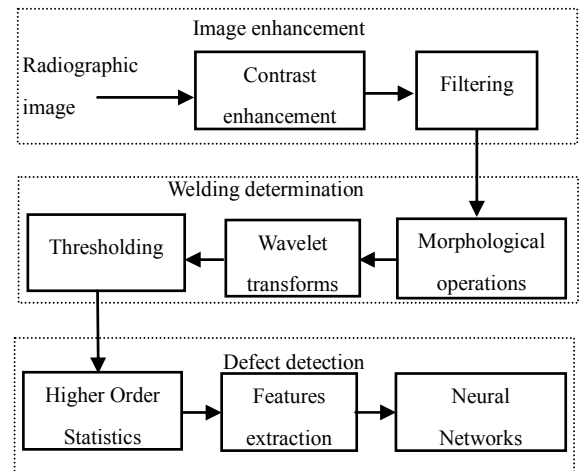 Image enhancement
Radiographic
image
Contrast
enhancement
Filtering
Welding determination
Thresholding
Wavelet
transforms
Morphological
operations
Defect detection
Higher Order
Statistics
Features
extraction
Neural
Networks